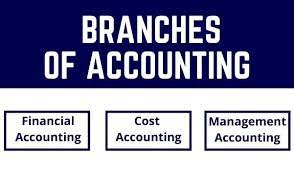 BRANCHES
OF ACCOUNTING
Financial
Accounting
Cost
Accounting
Management
Accounting